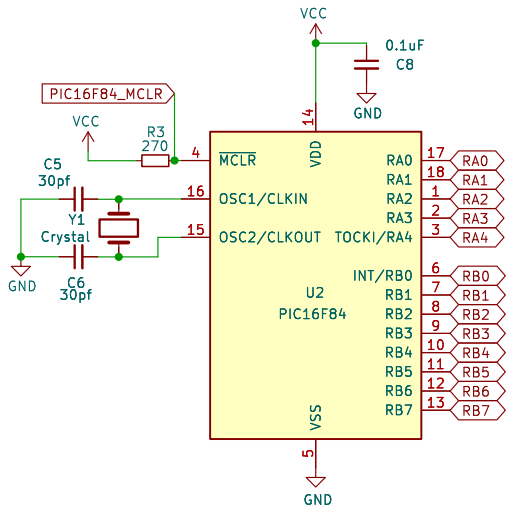 VCC
0.1uF
C8
GND
PIC16F84_MCLR
VCC
R3
270
14
VDD
4
MCLR
C5
30pf
16
OSC1/CLKIN
Y1
Crystal
15
OSC2/CLKOUT
GND
C6
30pf
U2
PIC16F84
RA0 17 RA0
RA1 18 RA1
RA2 1 RA2
RA3 2 RA3
TOCKI/RA4 3 RA4
INT/RB0 6 RB0
RB1 7 RB1
RB2 8 RB2
RB3 9 RB3
RB4 10 RB4
RB5 11 RB5
RB6 12 RB6
RB7 13 RB7
VSS
5
GND